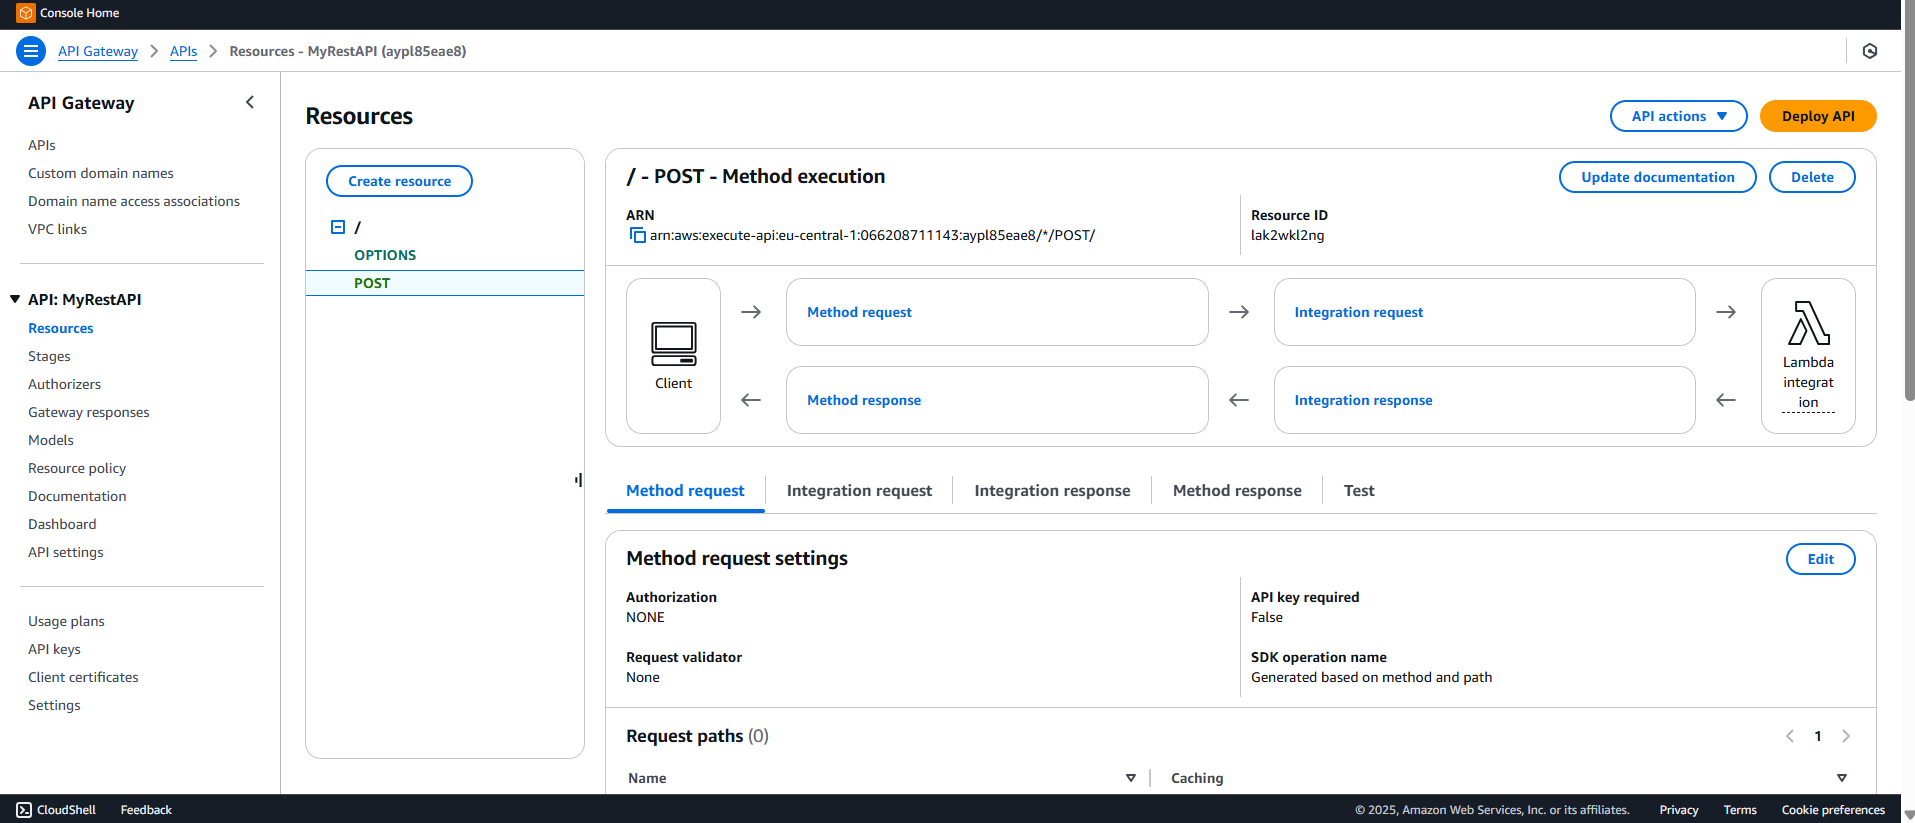 Console Home
API Gateway > APIs > Resources - MyRestAPI (aypl85eae8)
API Gateway
APIs
Custom domain names
Domain name access associations
VPC links
API: MyRestAPI
Resources
Stages
Authorizers
Gateway responses
Models
Resource policy
Documentation
Dashboard
API settings
Usage plans
API keys
Client certificates
Settings
Resources
API actions
Deploy API
Create resource
/
OPTIONS
POST
/ - POST - Method execution
Update documentation
Delete
ARN
arn:aws:execute-api:eu-central-1:066208711143:aypl85eae8/*/POST/
Resource ID
lak2wkl2ng
Client
Method request
Integration request
Method response
Integration response
Lambda
integrat
ion
Method request
Integration request
Integration response
Method response
Test
Method request settings
Edit
Authorization
NONE
API key required
False
Request validator
None
SDK operation name
Generated based on method and path
Request paths (0)
1
Name
Caching
CloudShell
Feedback
© 2025, Amazon Web Services, Inc. or its affiliates.
Privacy
Terms
Cookie preferences